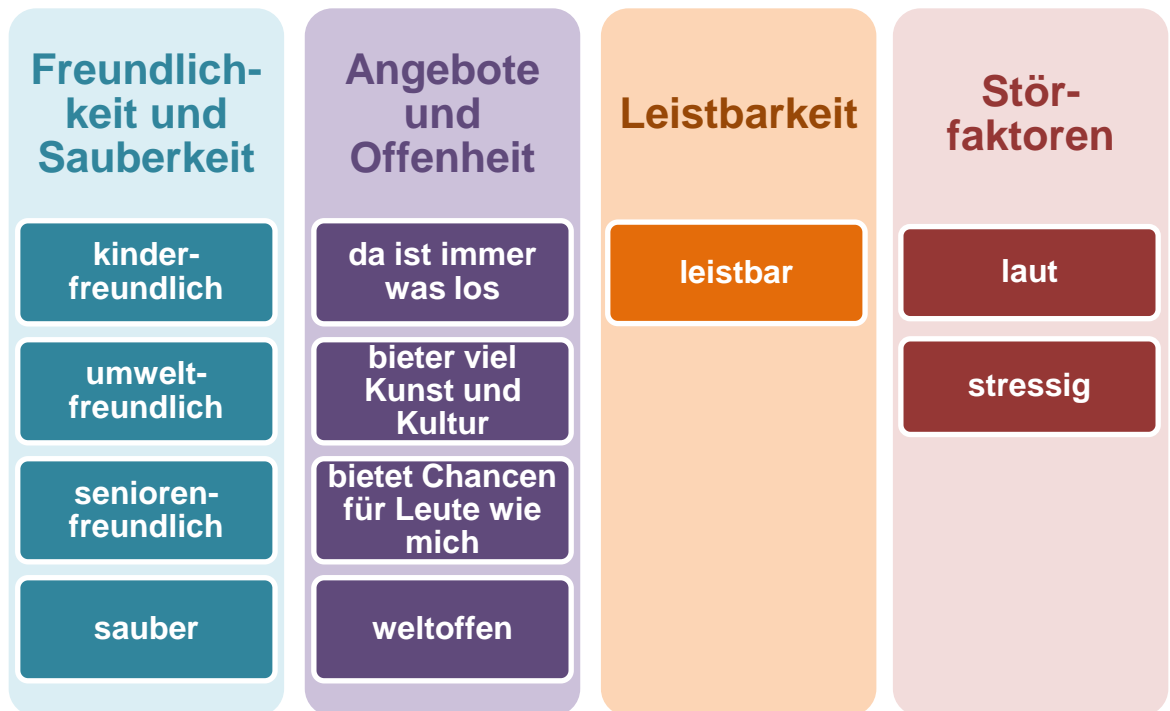 Freundlich-
keit und
Sauberkeit
kinder-
freundlich
umwelt-
freundlich
senioren-
freundlich
sauber
Angebote
und
Offenheit
da ist immer
was los
bieter viel
Kunst und
Kultur
bietet Chancen
für Leute wie
mich
weltoffen
Leistbarkeit
leistbar
Stör-
faktoren
laut
stressig